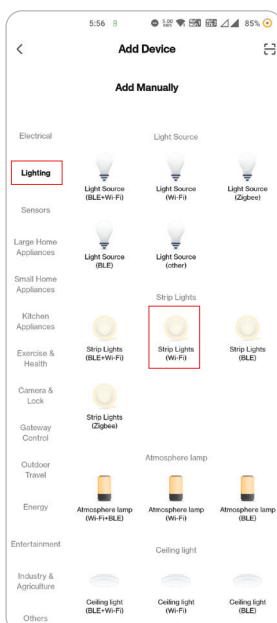 5:56 85%
Add Device
Add Manually
Electrical
Lighting
Sensors
Large Home
Appliances
Small Home
Appliances
Kitchen
Appliances
Exercise &
Health
Camera &
Lock
Gateway
Control
Outdoor
Travel
Energy
Entertainment
Industry &
Agriculture
Others
Light Source
Light Source
(BLE+Wi-Fi)
Light Source
(Wi-Fi)
Light Source
(Zigbee)
Light Source
(BLE)
Light Source
(other)
Strip Lights
Strip Lights
(BLE+Wi-Fi)
Strip Lights
(Wi-Fi)
Strip Lights
(BLE)
Strip Lights
(Zigbee)
Atmosphere lamp
Atmosphere lamp
(Wi-Fi+BLE)
Atmosphere lamp
(Wi-Fi)
Atmosphere lamp
(BLE)
Ceiling light
Ceiling light
(BLE+Wi-Fi)
Ceiling light
(Wi-Fi)
Ceiling light
(BLE)